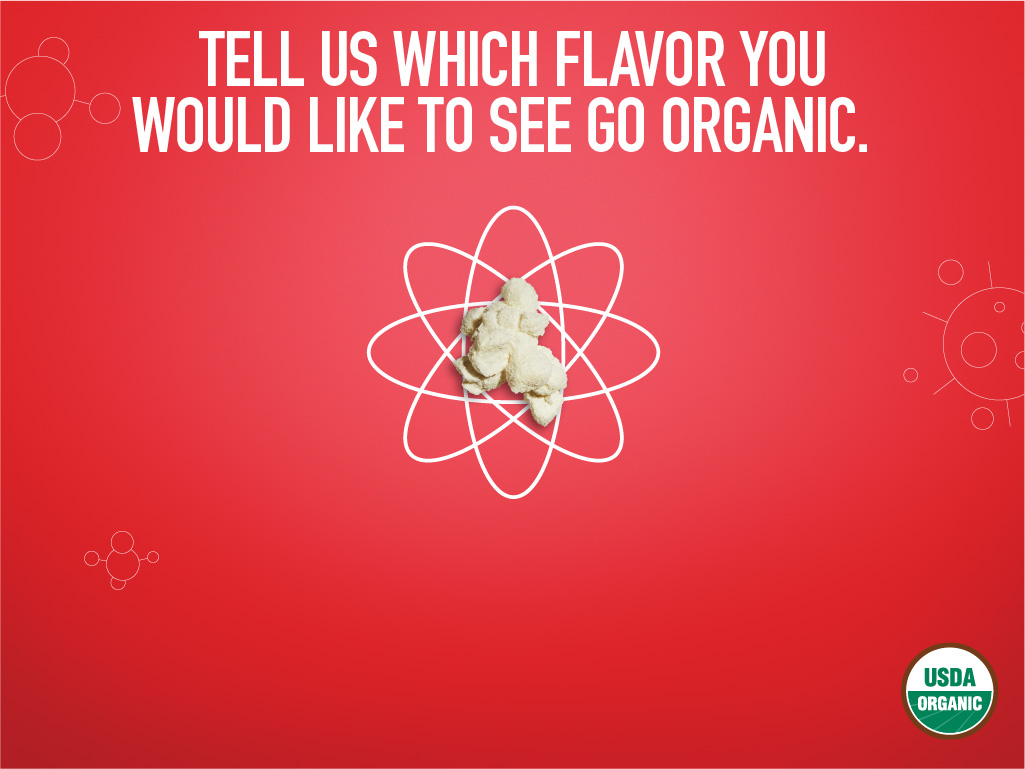 TELL US WHICH FLAVOR YOU
WOULD LIKE TO SEE GO ORGANIC.
USDA
ORGANIC